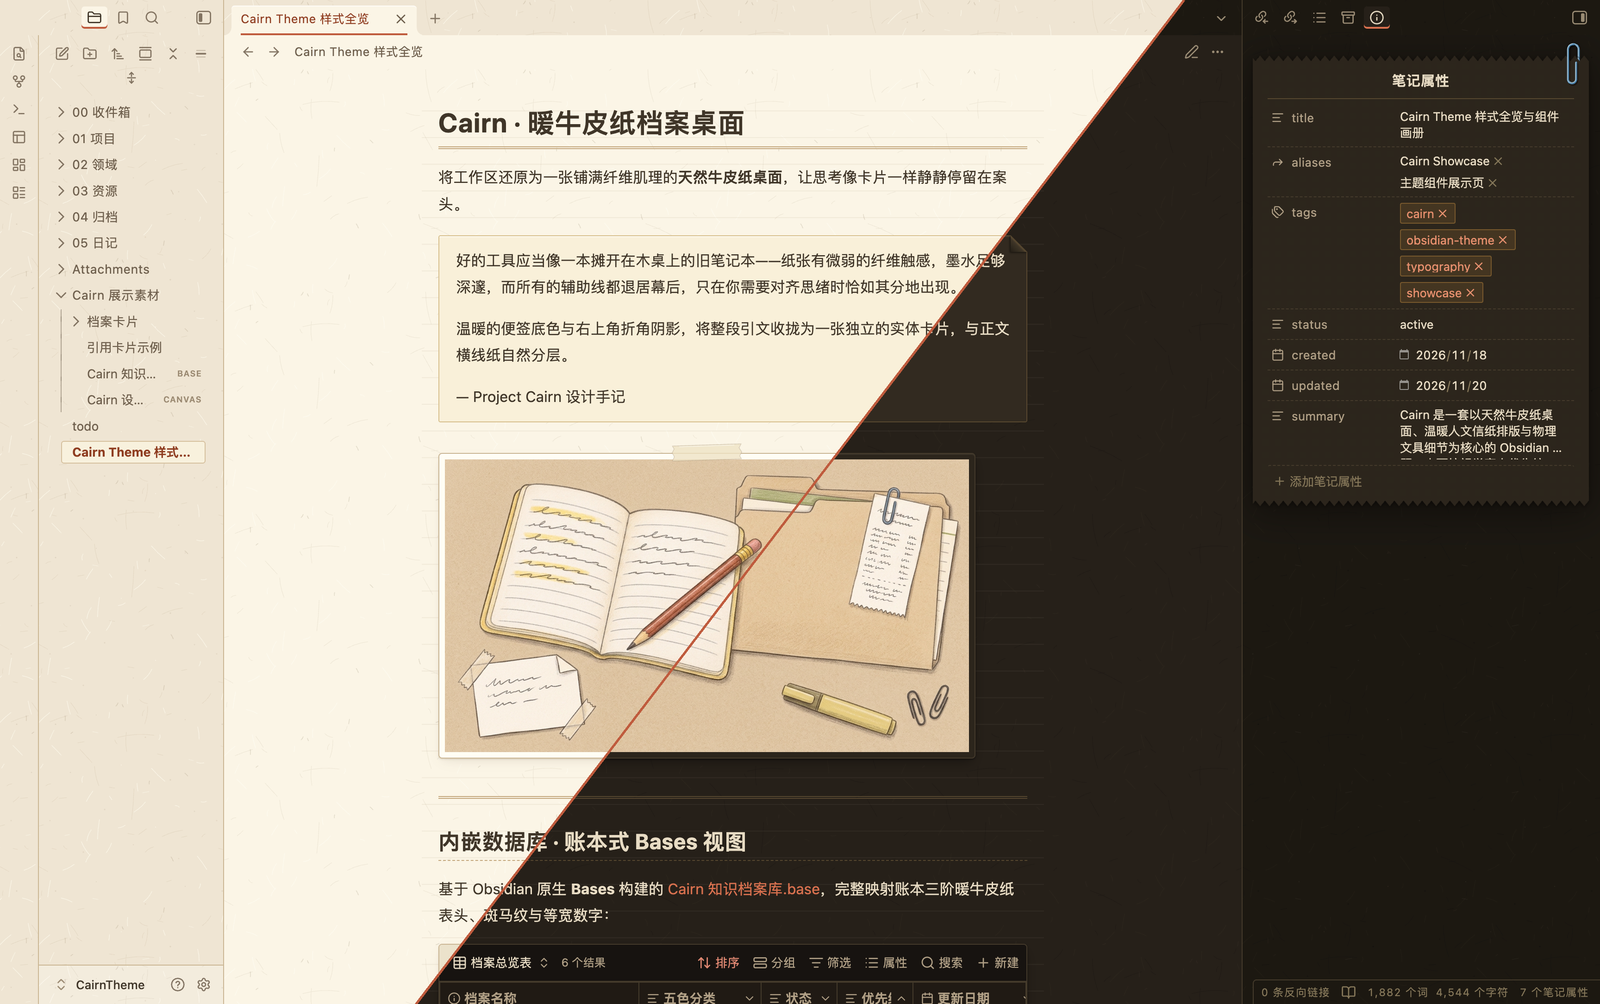 Cairn Theme 样式全览
Cairn Theme 样式全览
00 收件箱
01 项目
02 领域
03 资源
04 归档
05 日记
Attachments
Cairn 展示素材
档案卡片
引用卡片示例
Cairn 知识... BASE
Cairn 设... CANVAS
todo
Cairn Theme 样式...
CairnTheme
Cairn · 暖牛皮纸档案桌面
将工作区还原为一张铺满纤维肌理的天然牛皮纸桌面，让思考像卡片一样静静停留在案
头。
好的工具应当像一本摊开在木桌上的旧笔记本——纸张有微弱的纤维触感，墨水足够
深邃，而所有的辅助线都退居幕后，只在你需要对齐思绪时恰如其分地出现。
温暖的便签底色与右上角折角阴影，将整段引文收拢为一张独立的实体卡片，与正文
横线纸自然分层。
— Project Cairn 设计手记
内嵌数据库 · 账本式 Bases 视图
基于 Obsidian 原生 Bases 构建的 Cairn 知识档案库.base，完整映射账本三阶暖牛皮纸
表头、斑马纹与等宽数字：
档案总览表 6 个结果 排序 分组 筛选 属性 搜索 新建
档案名称 五色分类 状态 优先 更新日期
笔记属性
title Cairn Theme 样式全览与组件
画册
aliases Cairn Showcase
主题组件展示页
tags cairn
obsidian-theme
typography
showcase
status active
created 2026/11/18
updated 2026/11/20
summary Cairn 是一套以天然牛皮纸桌
面、温暖人文信纸排版与物理
文具细节为核心的 Obsidian ...
添加笔记属性
0 条反向链接 1,882 个词 4,544 个字符 7 个笔记属性